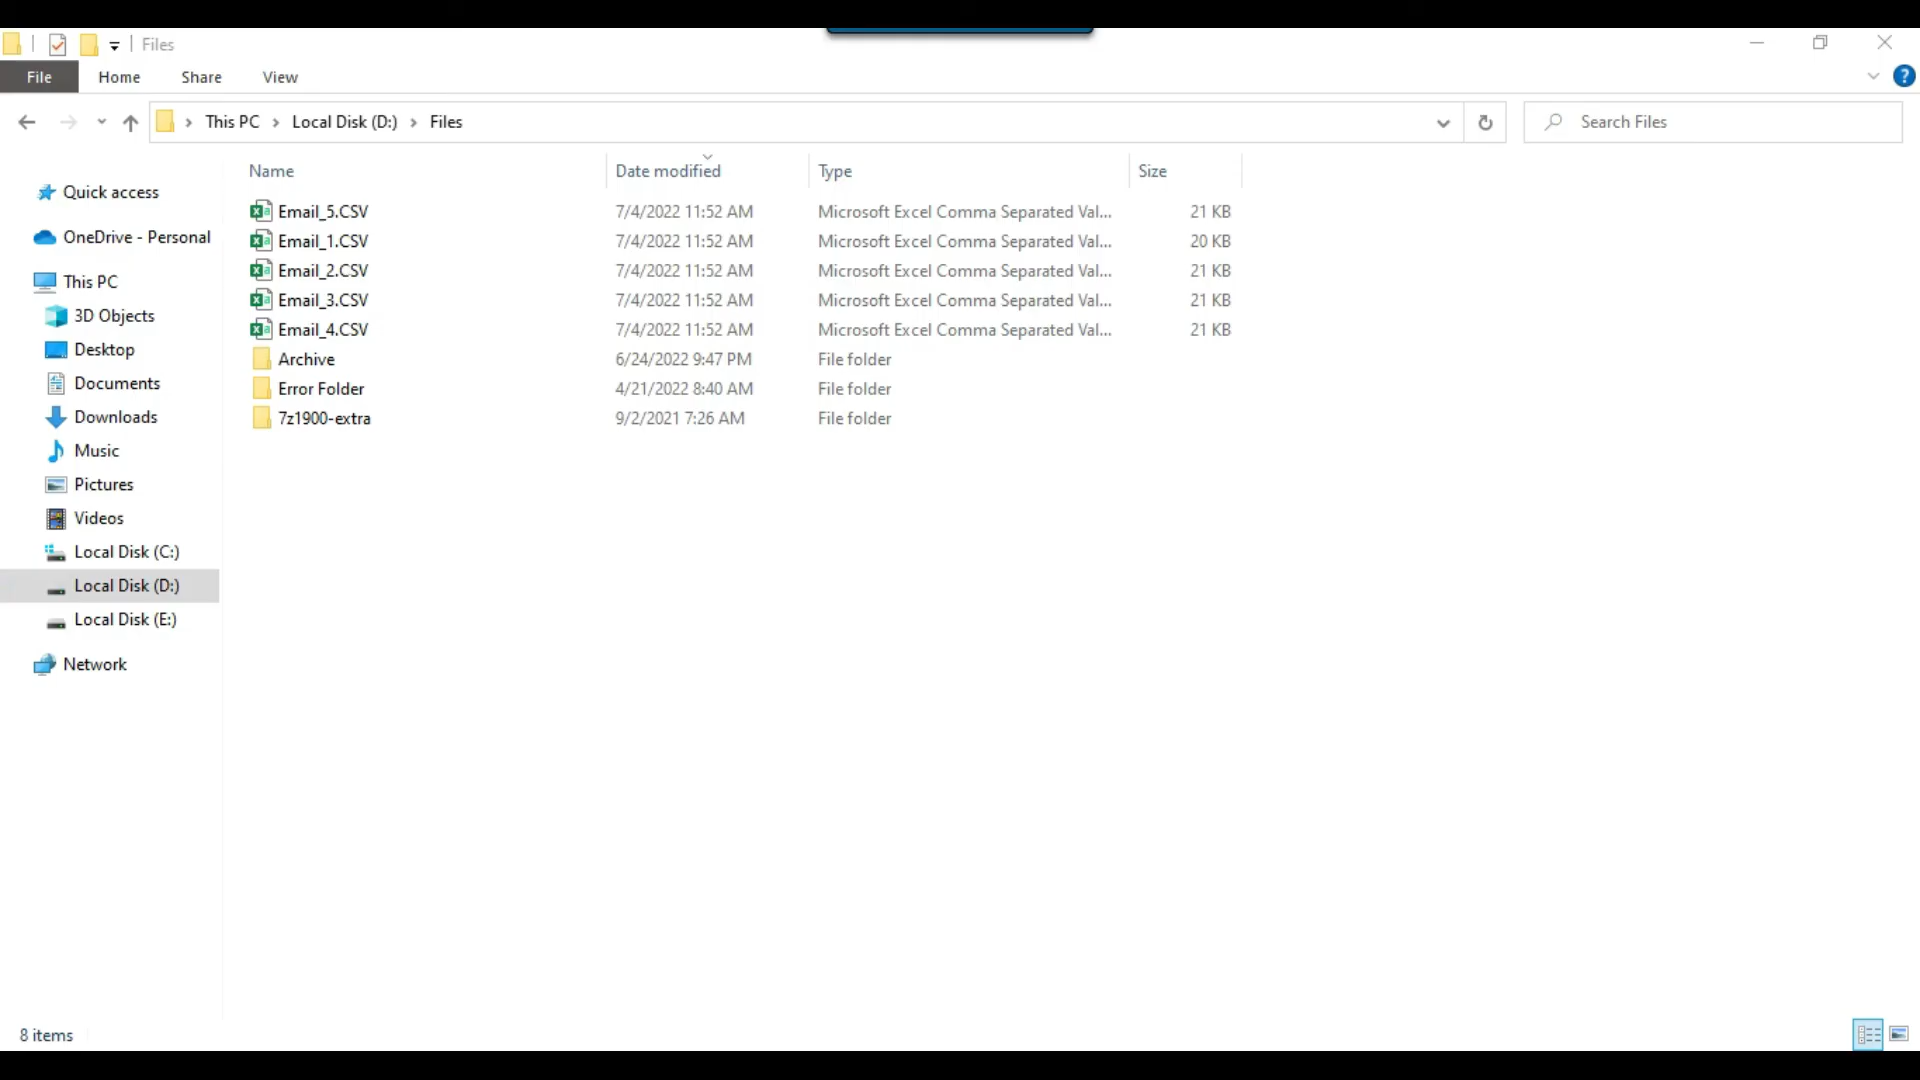 Files
File Home Share View
This PC Local Disk (D:) Files
Search Files
Name Date modified Type Size
Email_5.CSV 7/4/2022 11:52 AM Microsoft Excel Comma Separated Val... 21 KB
Email_1.CSV 7/4/2022 11:52 AM Microsoft Excel Comma Separated Val... 20 KB
Email_2.CSV 7/4/2022 11:52 AM Microsoft Excel Comma Separated Val... 21 KB
Email_3.CSV 7/4/2022 11:52 AM Microsoft Excel Comma Separated Val... 21 KB
Email_4.CSV 7/4/2022 11:52 AM Microsoft Excel Comma Separated Val... 21 KB
Archive 6/24/2022 9:47 PM File folder
Error Folder 4/21/2022 8:40 AM File folder
7z1900-extra 9/2/2021 7:26 AM File folder
Quick access
OneDrive - Personal
This PC
3D Objects
Desktop
Documents
Downloads
Music
Pictures
Videos
Local Disk (C:)
Local Disk (D:)
Local Disk (E:)
Network
8 items